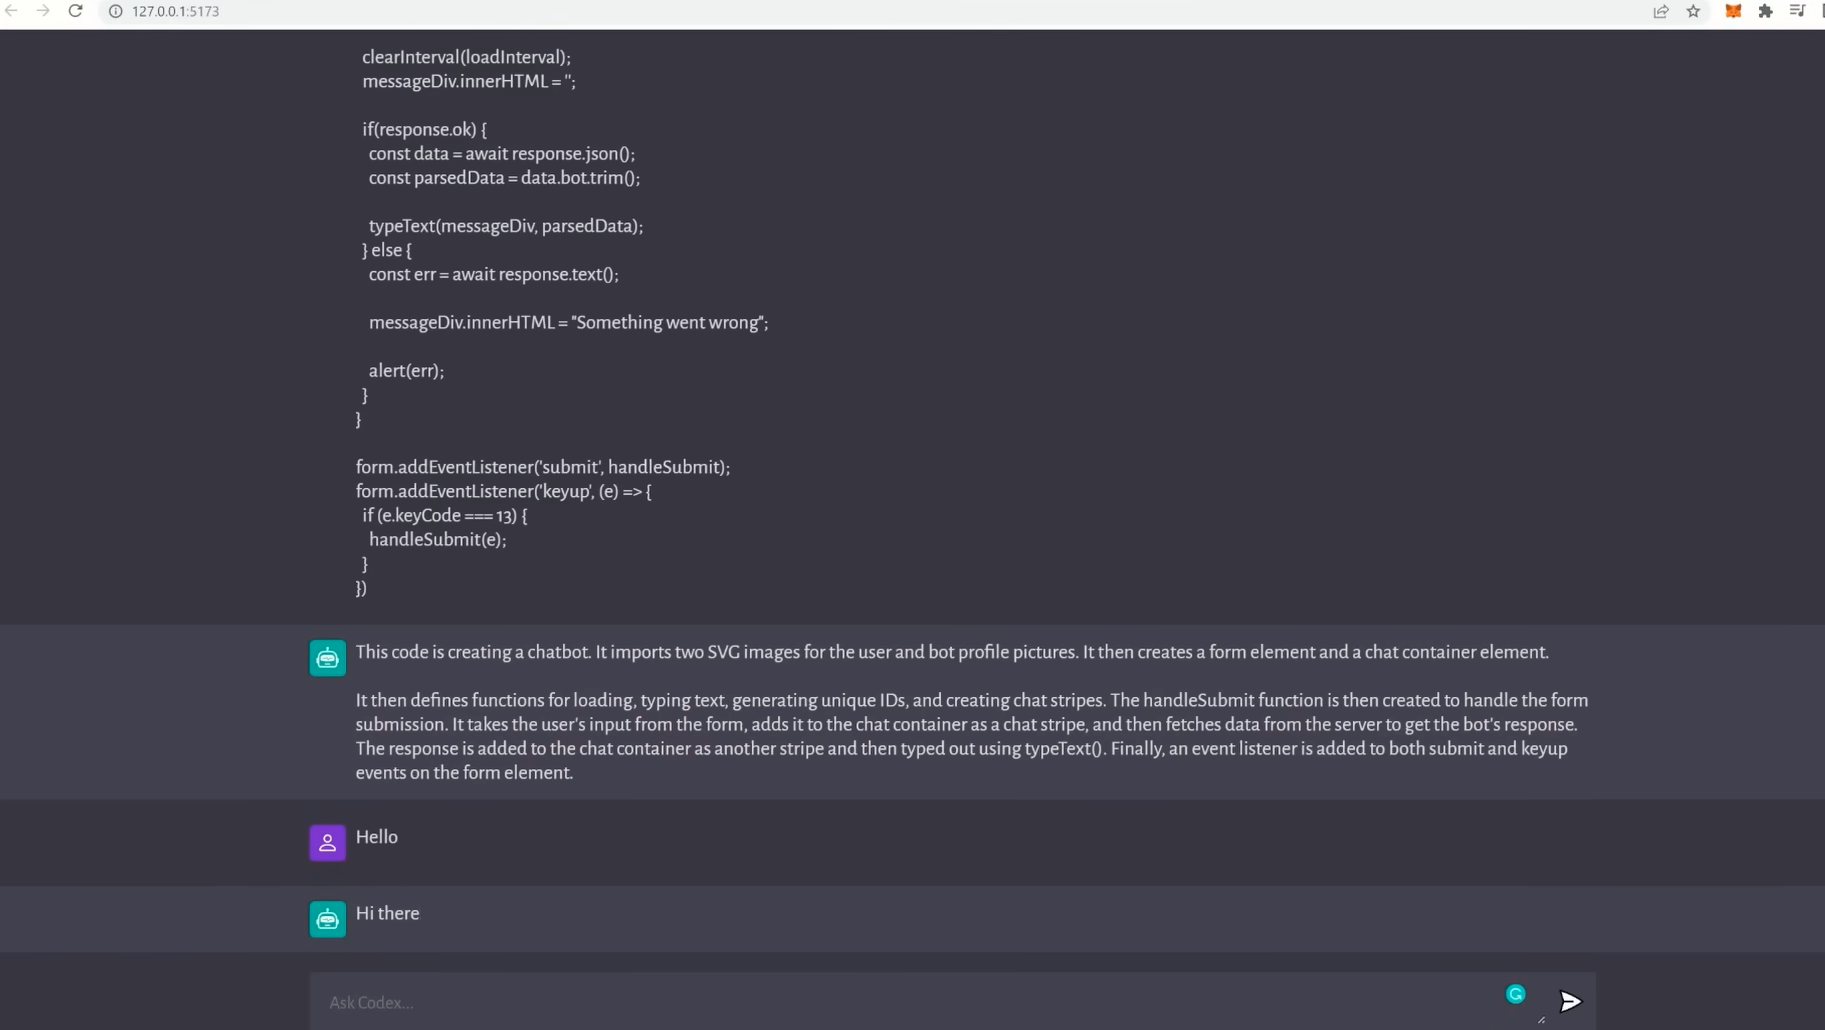 127.0.0.1:5173
clearInterval(loadInterval);
messageDiv.innerHTML = '';
if(response.ok) {
const data = await response.json();
const parsedData = data.bot.trim();
typeText(messageDiv, parsedData);
} else {
const err = await response.text();
messageDiv.innerHTML = "Something went wrong";
alert(err);
}
}
form.addEventListener('submit', handleSubmit);
form.addEventListener('keyup', (e) => {
if (e.keyCode === 13) {
handleSubmit(e);
}
})
This code is creating a chatbot. It imports two SVG images for the user and bot profile pictures. It then creates a form element and a chat container element.
It then defines functions for loading, typing text, generating unique IDs, and creating chat stripes. The handleSubmit function is then created to handle the form
submission. It takes the user's input from the form, adds it to the chat container as a chat stripe, and then fetches data from the server to get the bot's response.
The response is added to the chat container as another stripe and then typed out using typeText(). Finally, an event listener is added to both submit and keyup
events on the form element.
Hello
Hi there
Ask Codex...